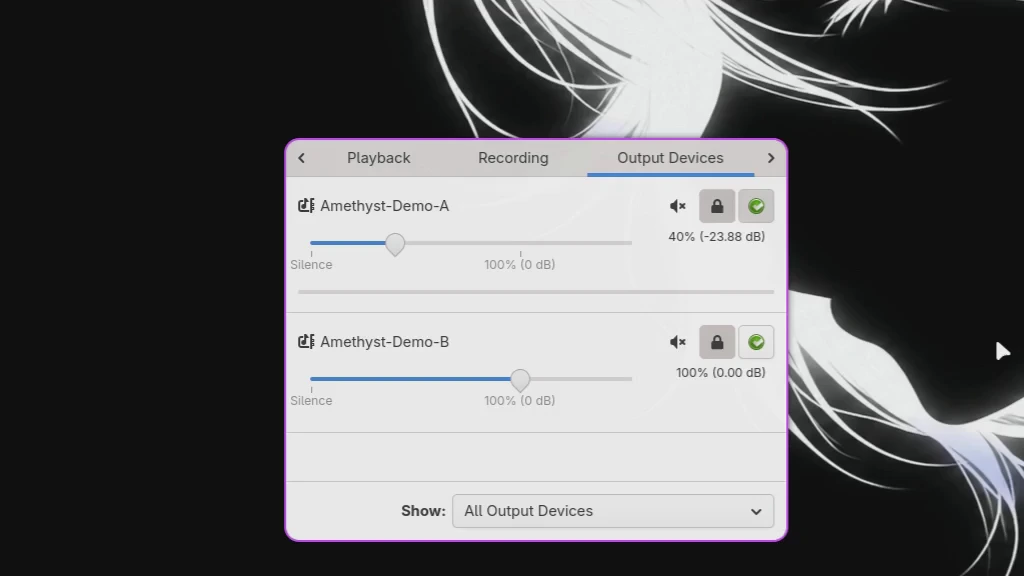 Playback Recording Output Devices
Amethyst-Demo-A
40% (-23.88 dB)
Silence 100% (0 dB)
Amethyst-Demo-B
100% (0.00 dB)
Silence 100% (0 dB)
Show: All Output Devices